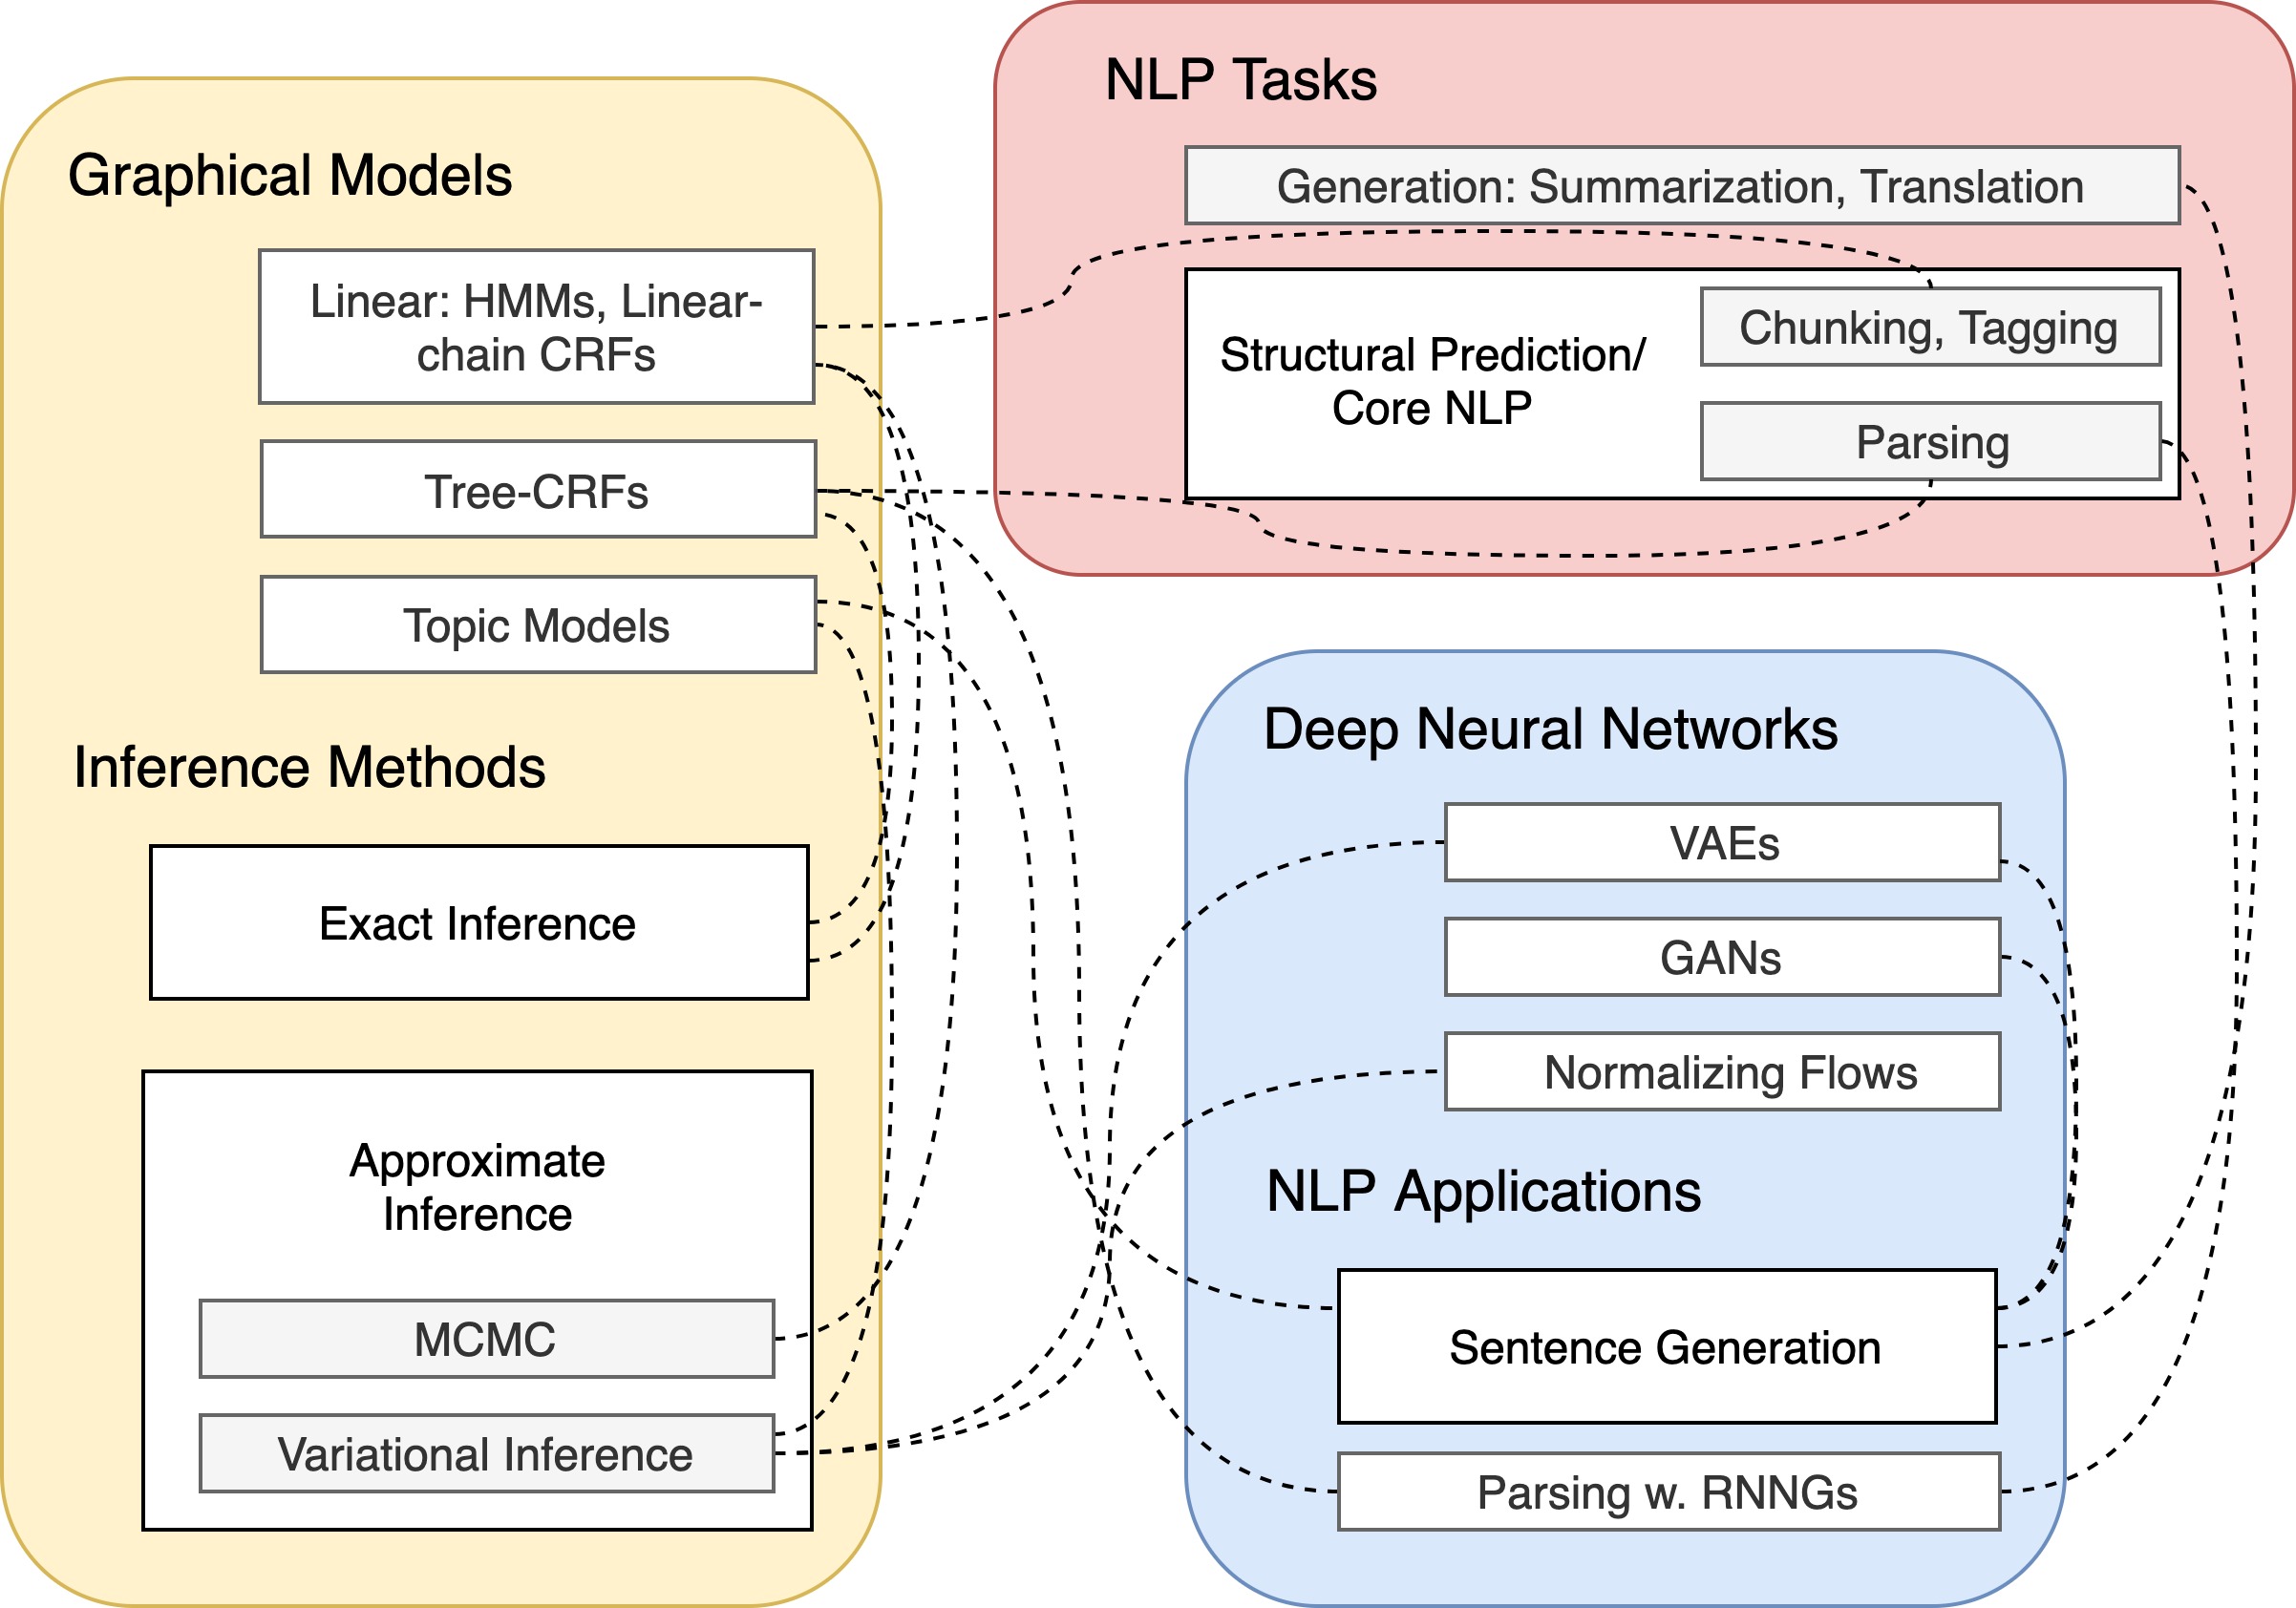 Graphical Models
Linear: HMMs, Linear-
chain CRFs
Tree-CRFs
Topic Models
Inference Methods
Exact Inference
Approximate
Inference
MCMC
Variational Inference
NLP Tasks
Generation: Summarization, Translation
Structural Prediction/
Core NLP
Chunking, Tagging
Parsing
Deep Neural Networks
VAEs
GANs
Normalizing Flows
NLP Applications
Sentence Generation
Parsing w. RNNGs